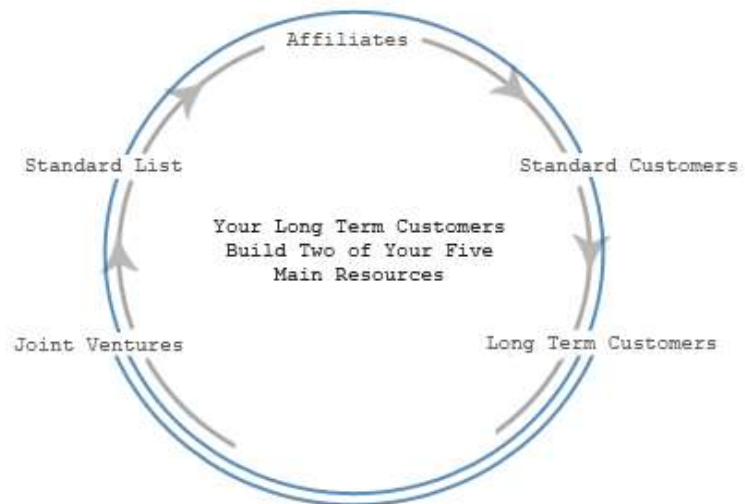 Affiliates
Standard List
Standard Customers
Your Long Term Customers
Build Two of Your Five
Main Resources
Joint Ventures
Long Term Customers